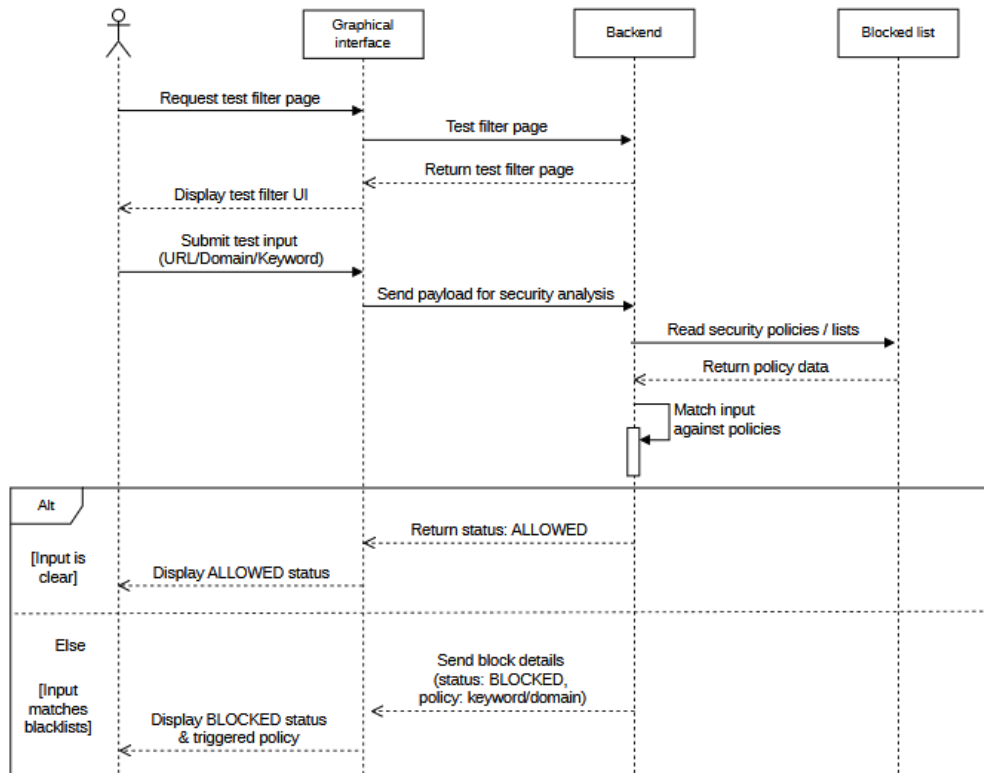 Graphical
interface
Backend
Blocked list
Request test filter page
Test filter page
Return test filter page
Display test filter UI
Submit test input
(URL/Domain/Keyword)
Send payload for security analysis
Read security policies / lists
Return policy data
Match input
against policies
Alt
Return status: ALLOWED
[Input is
clear]
Display ALLOWED status
Else
Send block details
(status: BLOCKED,
policy: keyword/domain)
[Input
matches
blacklists]
Display BLOCKED status
& triggered policy